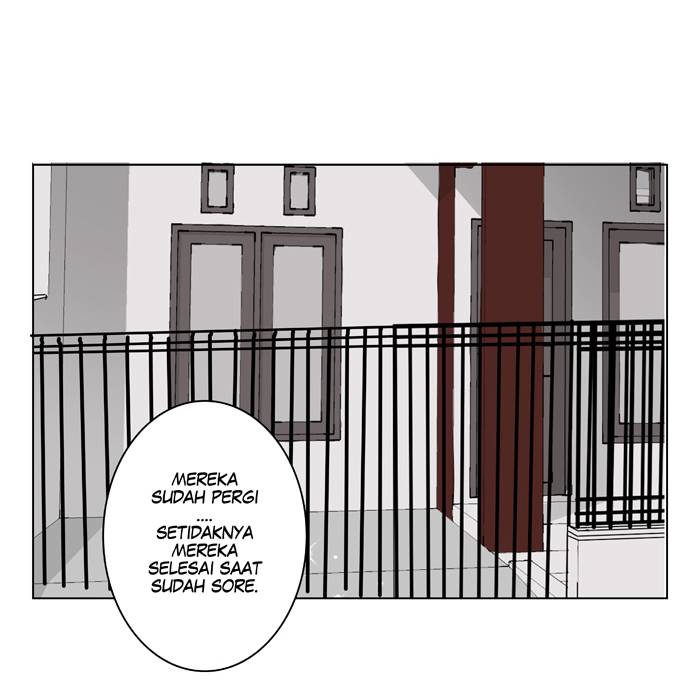 MEREKA
SUDAH PERGI
....
SETIDAKNYA
MEREKA
SELESAI SAAT
SUDAH SORE.